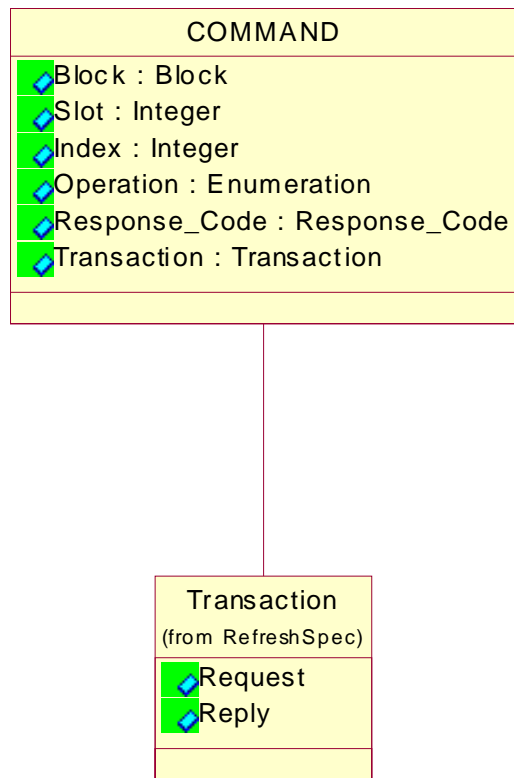 COMMAND
Block : Block
Slot : Integer
Index : Integer
Operation : Enumeration
Response_Code : Response_Code
Transaction : Transaction
Transaction
(from RefreshSpec)
Request
Reply